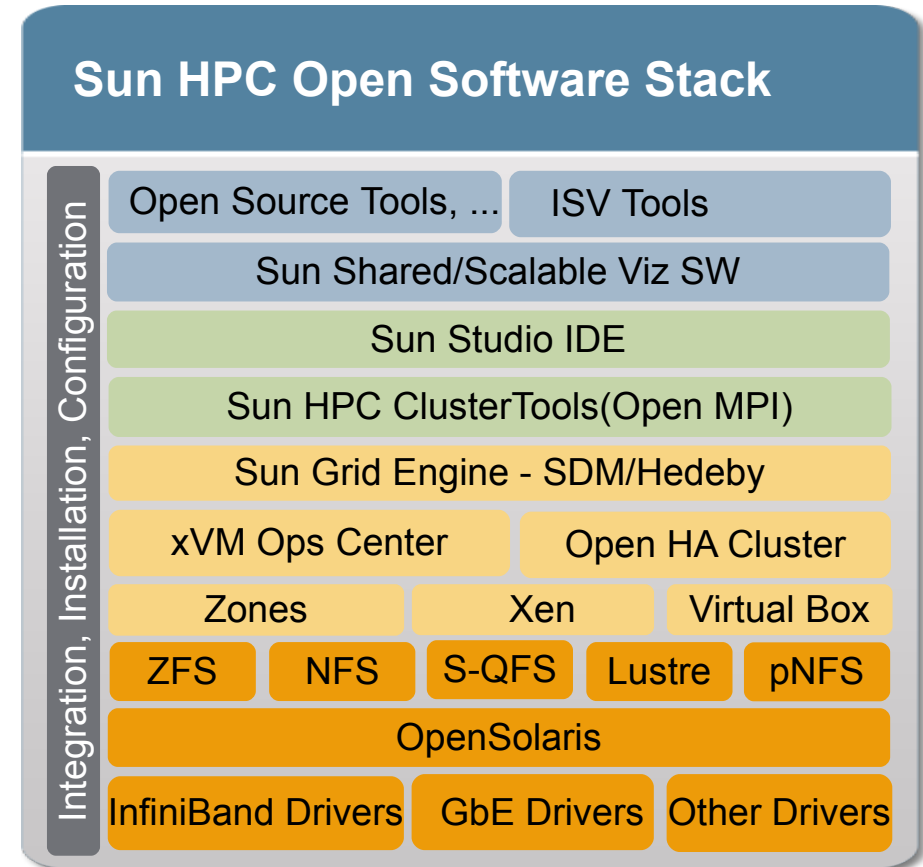 Sun HPC Open Software Stack
Integration, Installation, Configuration
Open Source Tools, ...
ISV Tools
Sun Shared/Scalable Viz SW
Sun Studio IDE
Sun HPC ClusterTools(Open MPI)
Sun Grid Engine - SDM/Hedeby
xVM Ops Center
Open HA Cluster
Zones
Xen
Virtual Box
ZFS
NFS
S-QFS
Lustre
pNFS
OpenSolaris
InfiniBand Drivers
GbE Drivers
Other Drivers